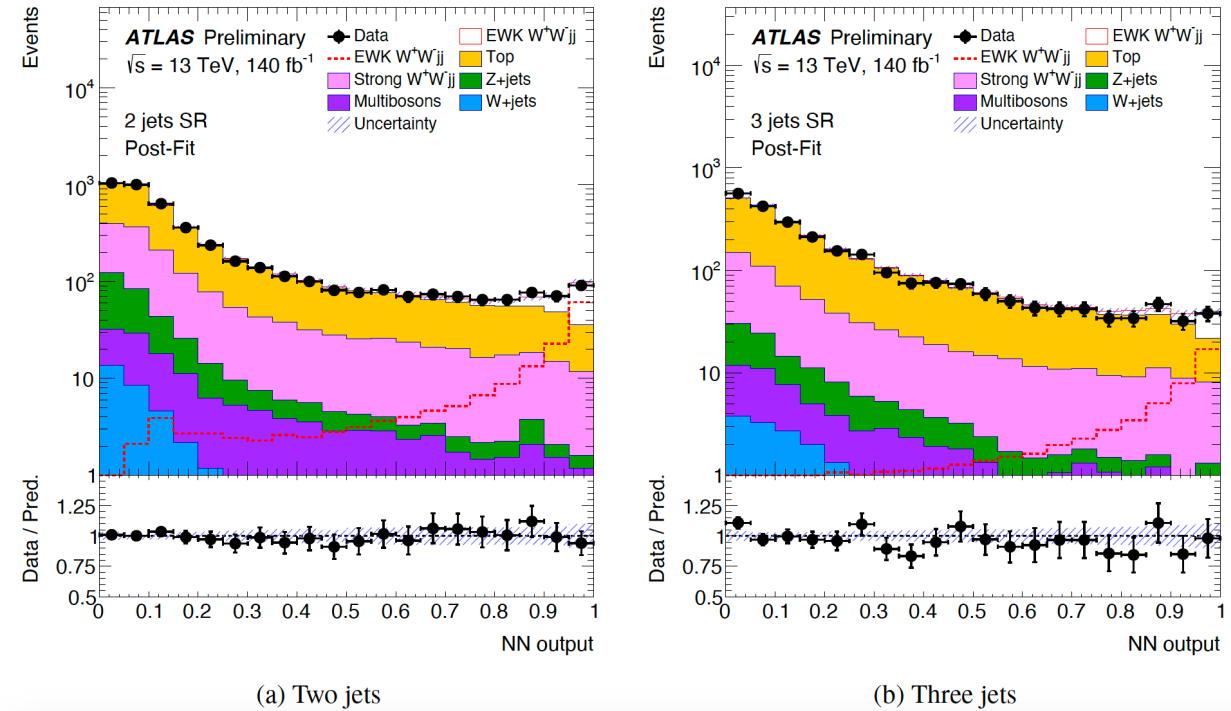 Events
ATLAS Preliminary
√s = 13 TeV, 140 fb⁻¹
2 jets SR
Post-Fit
Data
EWK W⁺W⁻jj
EWK W⁺W⁻jj
Top
Strong W⁺W⁻jj
Z+jets
Multibosons
W+jets
Uncertainty
10⁴
10³
10²
10
1
Data / Pred.
1.25
1
0.75
0.5
0 0.1 0.2 0.3 0.4 0.5 0.6 0.7 0.8 0.9 1
NN output
(a) Two jets
Events
ATLAS Preliminary
√s = 13 TeV, 140 fb⁻¹
3 jets SR
Post-Fit
Data
EWK W⁺W⁻jj
EWK W⁺W⁻jj
Top
Strong W⁺W⁻jj
Z+jets
Multibosons
W+jets
Uncertainty
10⁴
10³
10²
10
1
Data / Pred.
1.25
1
0.75
0.5
0 0.1 0.2 0.3 0.4 0.5 0.6 0.7 0.8 0.9 1
NN output
(b) Three jets